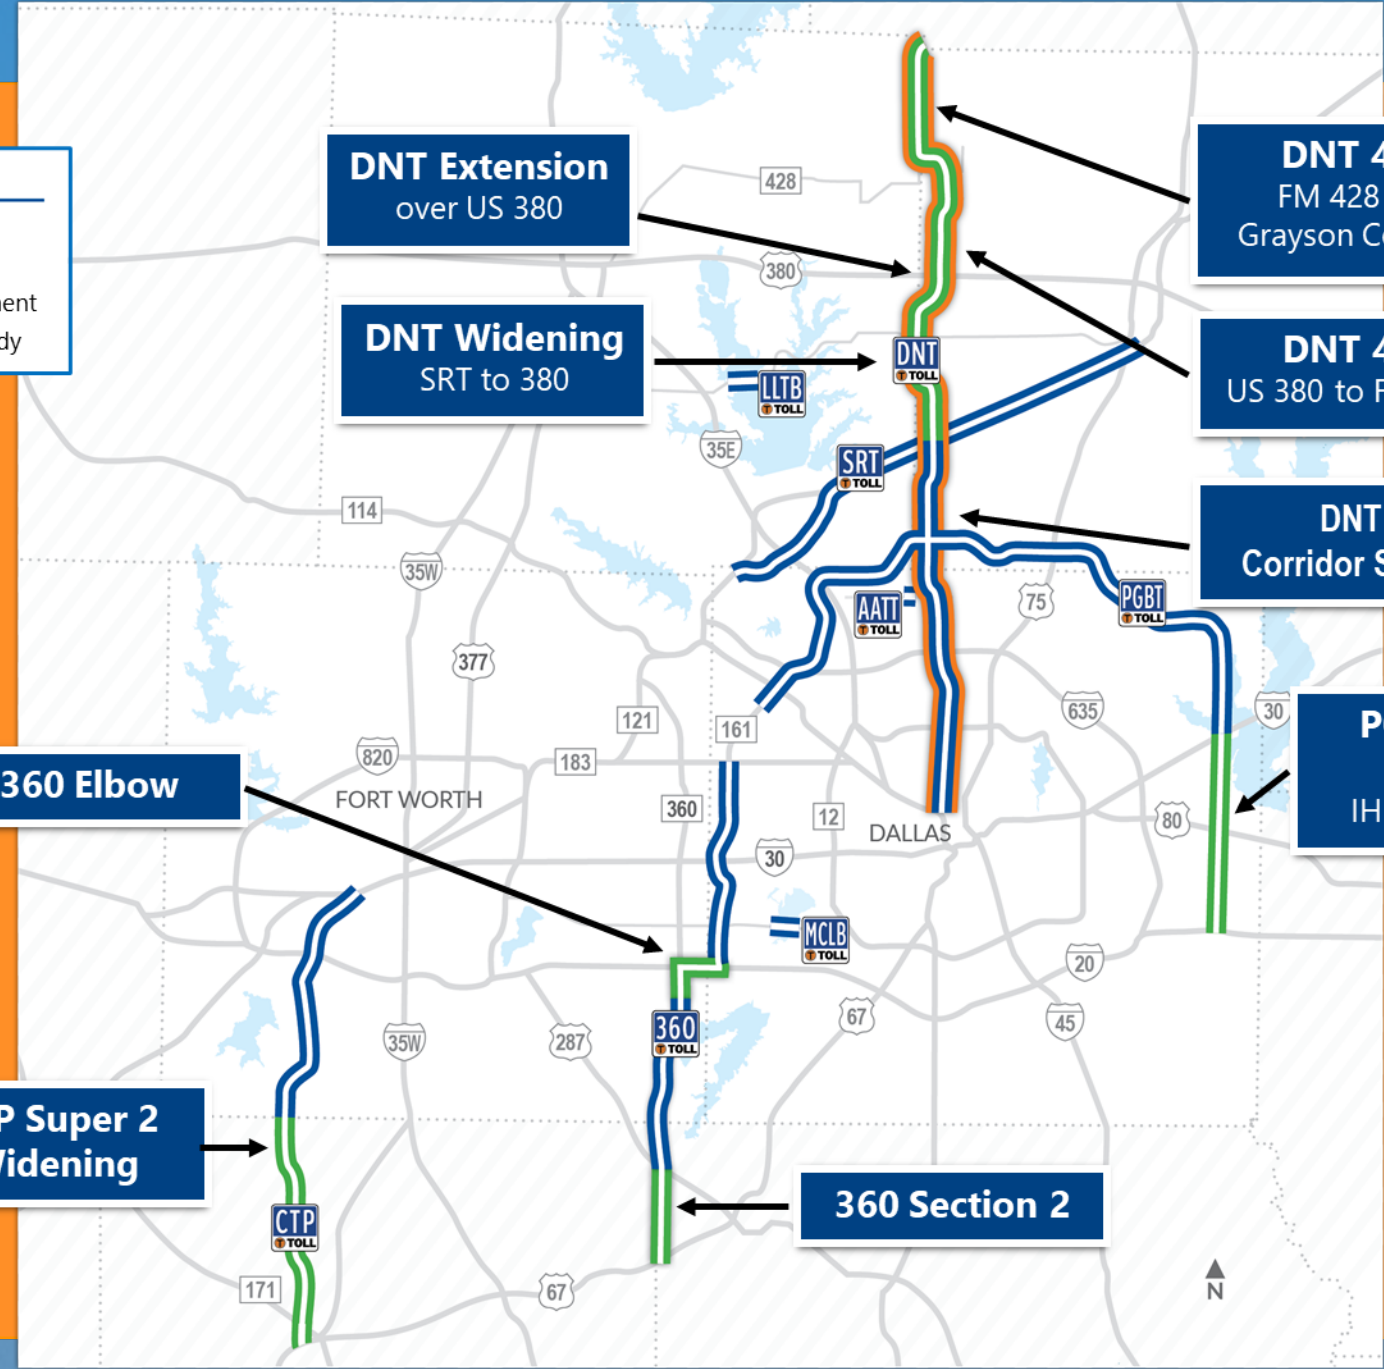 DNT Extension
over US 380
DNT 4
FM 428
Grayson Co
428
380
DNT Widening
SRT to 380
DNT
TOLL
DNT 4
US 380 to F
ent
dy
LLTB
TOLL
35E
SRT
TOLL
114
DNT
Corridor S
35W
AATT
TOLL
75
PGBT
TOLL
377
121
161
635
30
P
IH
820
183
360 Elbow
FORT WORTH
360
12
DALLAS
80
30
MCLB
TOLL
20
360
TOLL
67
45
35W
287
P Super 2
Widening
360 Section 2
CTP
TOLL
171
67
N